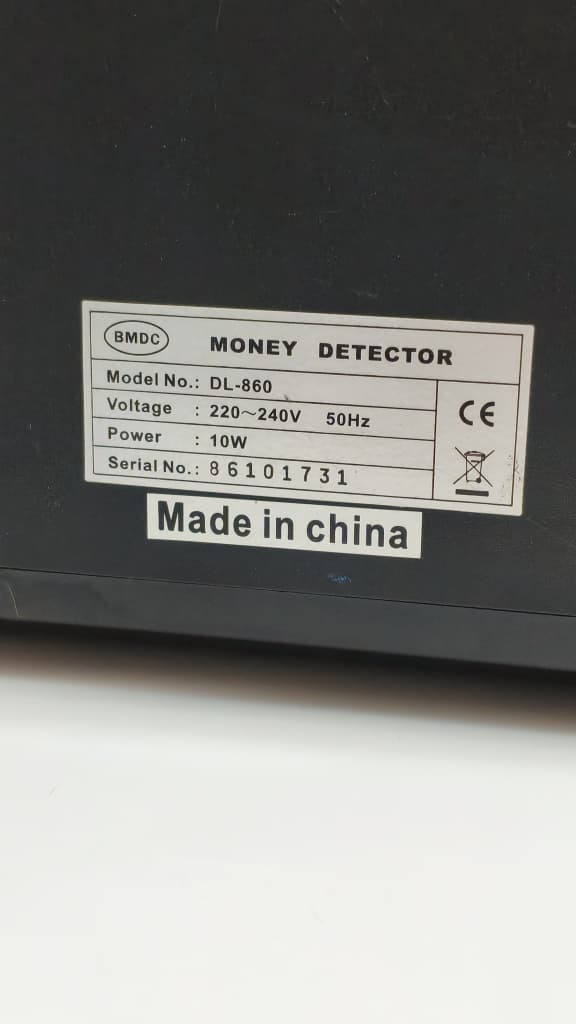 BMDC MONEY DETECTOR
Model No.: DL-860
Voltage : 220~240V 50Hz
Power : 10W
Serial No.: 86101731
CE
Made in china